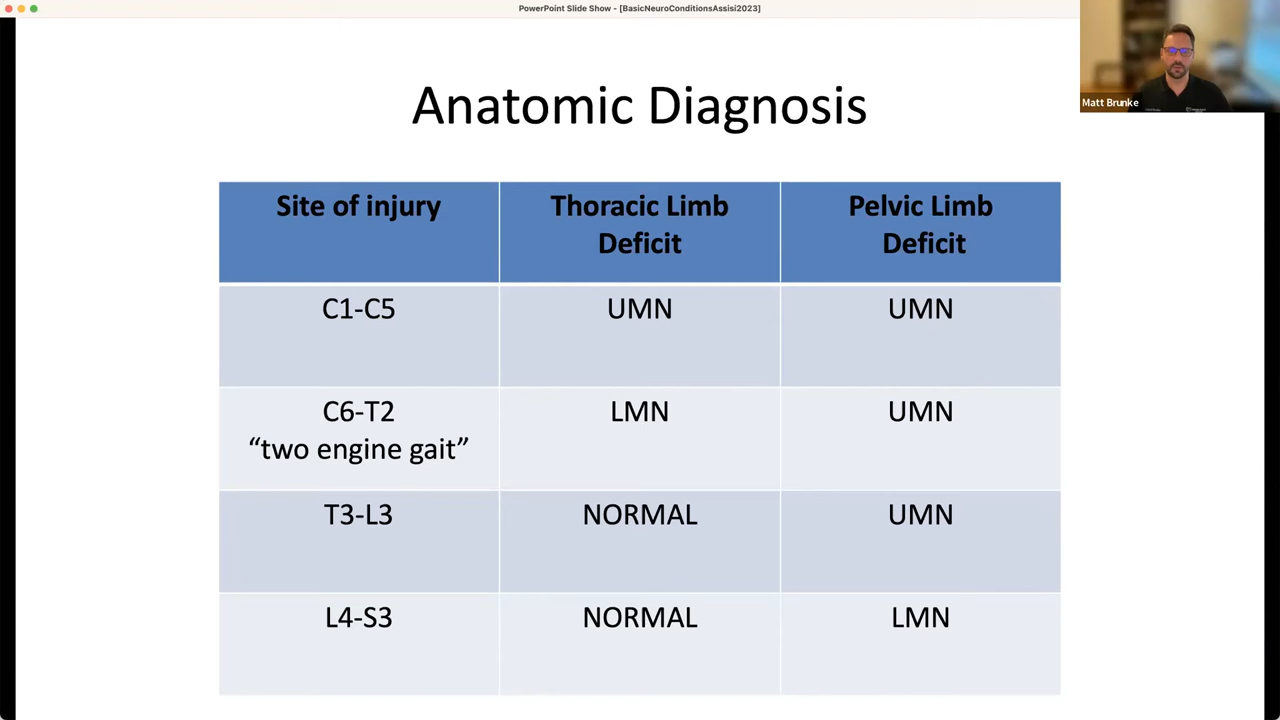 PowerPoint Slide Show - [BasicNeuroConditionsAssisi2023]
Matt Brunke
Anatomic Diagnosis
Site of injury
Thoracic Limb
Deficit
Pelvic Limb
Deficit
C1-C5
UMN
UMN
C6-T2
“two engine gait”
LMN
UMN
T3-L3
NORMAL
UMN
L4-S3
NORMAL
LMN